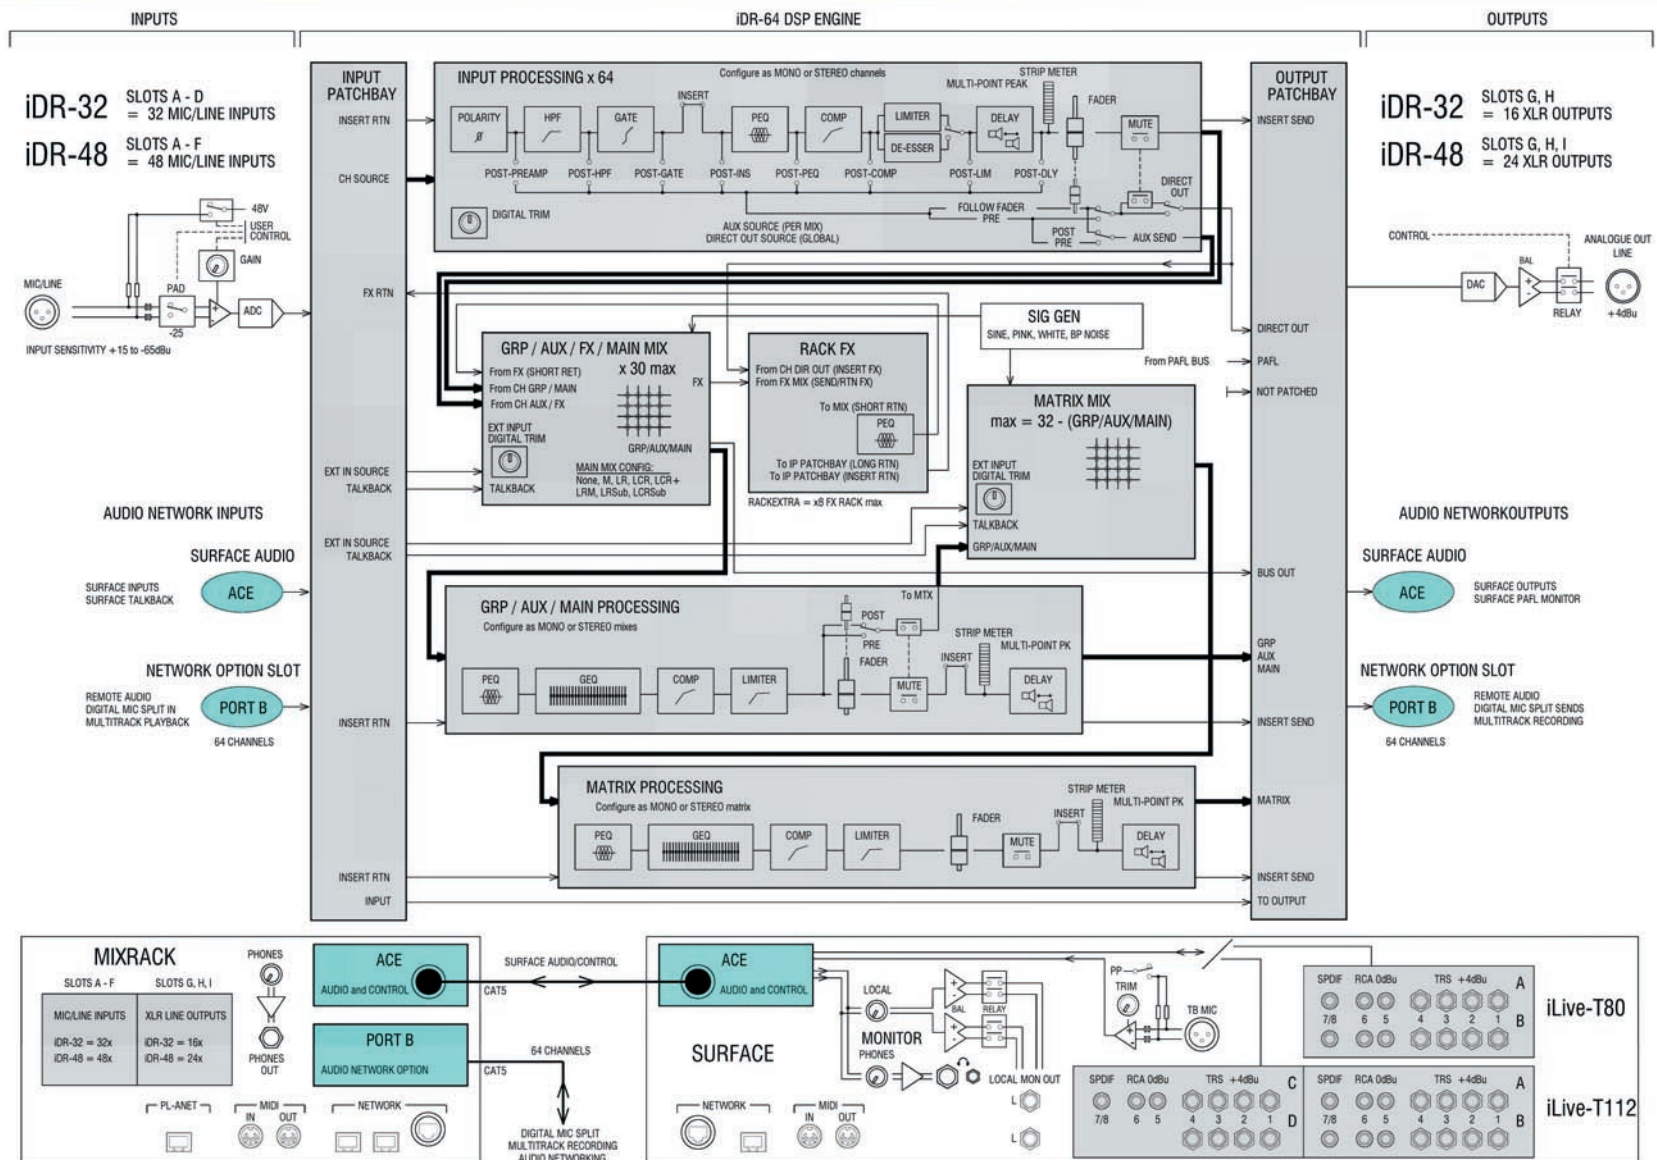 INPUTS
iDR-64 DSP ENGINE
OUTPUTS
iDR-32 SLOTS A - D = 32 MIC/LINE INPUTS
iDR-48 SLOTS A - F = 48 MIC/LINE INPUTS
48V
USER CONTROL
GAIN
MIC/LINE
PAD
-25
ADC
INPUT SENSITIVITY +15 to -65dBu
AUDIO NETWORK INPUTS
SURFACE AUDIO
SURFACE INPUTS
SURFACE TALKBACK
ACE
NETWORK OPTION SLOT
REMOTE AUDIO
DIGITAL MIC SPLIT IN
MULTITRACK PLAYBACK
PORT B
64 CHANNELS
INPUT PATCHBAY
INSERT RTN
CH SOURCE
FX RTN
EXT IN SOURCE
TALKBACK
EXT IN SOURCE
TALKBACK
INSERT RTN
INSERT RTN
INPUT
INPUT PROCESSING x 64
Configure as MONO or STEREO channels
STRIP METER
MULTI-POINT PEAK
FADER
POLARITY
ø
HPF
GATE
INSERT
PEQ
COMP
LIMITER
DE-ESSER
DELAY
MUTE
POST-PREAMP
POST-HPF
POST-GATE
POST-INS
POST-PEQ
POST-COMP
POST-LIM
POST-DLY
DIRECT OUT
DIGITAL TRIM
FOLLOW FADER
PRE
AUX SOURCE (PER MIX)
DIRECT OUT SOURCE (GLOBAL)
POST
PRE
AUX SEND
GRP / AUX / FX / MAIN MIX
x 30 max
From FX (SHORT RET)
From CH GRP / MAIN
From CH AUX / FX
FX
EXT INPUT
DIGITAL TRIM
GRP/AUX/MAIN
MAIN MIX CONFIG:
None, M, LR, LCR, LCR+
LRM, LRSub, LCRSub
TALKBACK
RACK FX
From CH DIR OUT (INSERT FX)
From FX MIX (SEND/RTN FX)
To MIX (SHORT RTN)
PEQ
To IP PATCHBAY (LONG RTN)
To IP PATCHBAY (INSERT RTN)
RACKEXTRA = x8 FX RACK max
SIG GEN
SINE, PINK, WHITE, BP NOISE
MATRIX MIX
max = 32 - (GRP/AUX/MAIN)
EXT INPUT
DIGITAL TRIM
TALKBACK
GRP/AUX/MAIN
GRP / AUX / MAIN PROCESSING
Configure as MONO or STEREO mixes
To MTX
POST
PRE
FADER
STRIP METER
MULTI-POINT PK
INSERT
PEQ
GEQ
COMP
LIMITER
MUTE
DELAY
MATRIX PROCESSING
Configure as MONO or STEREO matrix
STRIP METER
MULTI-POINT PK
FADER
INSERT
PEQ
GEQ
COMP
LIMITER
MUTE
DELAY
OUTPUT PATCHBAY
INSERT SEND
DIRECT OUT
From PAFL BUS
PAFL
NOT PATCHED
BUS OUT
GRP
AUX
MAIN
INSERT SEND
MATRIX
INSERT SEND
TO OUTPUT
iDR-32 SLOTS G, H = 16 XLR OUTPUTS
iDR-48 SLOTS G, H, I = 24 XLR OUTPUTS
CONTROL
ANALOGUE OUT
LINE
DAC
BAL
RELAY
+4dBu
AUDIO NETWORKOUTPUTS
SURFACE AUDIO
ACE
SURFACE OUTPUTS
SURFACE PAFL MONITOR
NETWORK OPTION SLOT
PORT B
REMOTE AUDIO
DIGITAL MIC SPLIT SENDS
MULTITRACK RECORDING
64 CHANNELS
MIXRACK
SLOTS A - F
SLOTS G, H, I
MIC/LINE INPUTS
XLR LINE OUTPUTS
iDR-32 = 32x
iDR-32 = 16x
iDR-48 = 48x
iDR-48 = 24x
PHONES
PHONES OUT
ACE
AUDIO and CONTROL
PORT B
AUDIO NETWORK OPTION
PL-ANET
MIDI
IN
OUT
NETWORK
SURFACE AUDIO/CONTROL
CAT5
64 CHANNELS
CAT5
DIGITAL MIC SPLIT
MULTITRACK RECORDING
AUDIO NETWORKING
ACE
AUDIO and CONTROL
SURFACE
NETWORK
MIDI
IN
OUT
LOCAL
MONITOR
PHONES
BAL
RELAY
LOCAL MON OUT
L
L
PP
TRIM
TB MIC
SPDIF
RCA 0dBu
TRS +4dBu
A
7/8 6 5 4 3 2 1
B
iLive-T80
SPDIF
RCA 0dBu
TRS +4dBu
C
7/8 6 5 4 3 2 1
D
SPDIF
RCA 0dBu
TRS +4dBu
A
7/8 6 5 4 3 2 1
B
iLive-T112